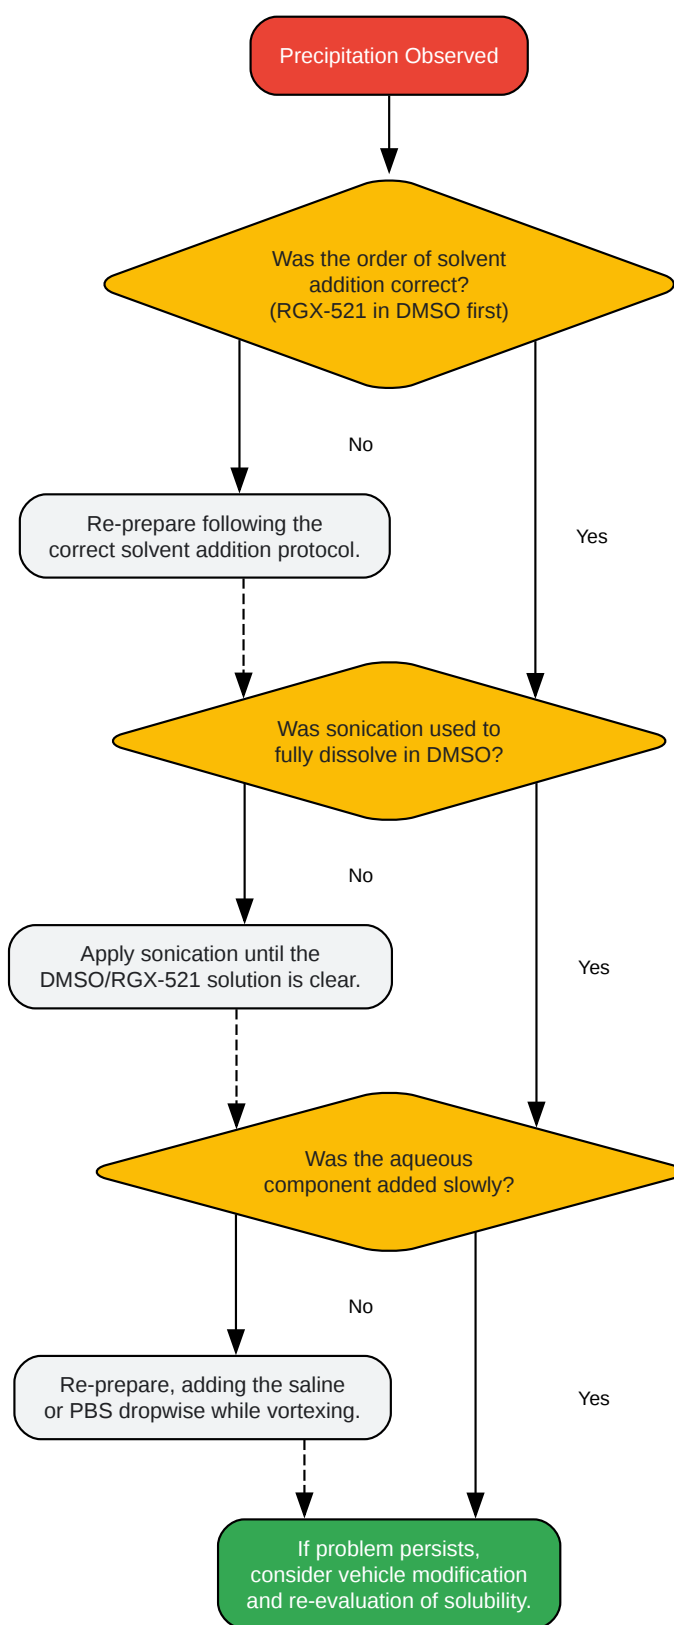 Precipitation Observed
Was the order of solvent
addition correct?
(RGX-521 in DMSO first)
No
Re-prepare following the
correct solvent addition protocol.
Yes
Was sonication used to
fully dissolve in DMSO?
No
Apply sonication until the
DMSO/RGX-521 solution is clear.
Yes
Was the aqueous
component added slowly?
No
Re-prepare, adding the saline
or PBS dropwise while vortexing.
Yes
If problem persists,
consider vehicle modification
and re-evaluation of solubility.